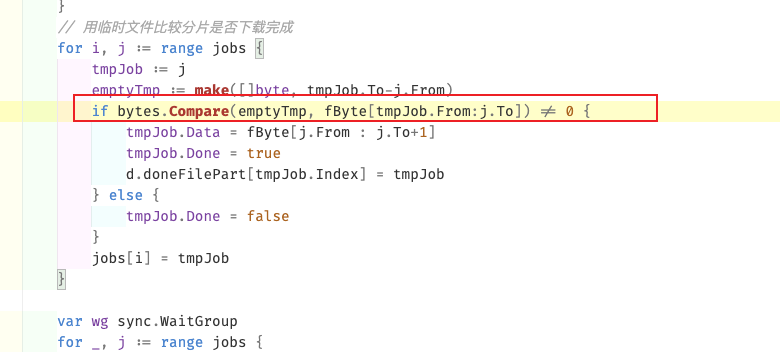 }
// 用临时文件比较分片是否下载完成
for i, j := range jobs {
tmpJob := j
emptyTmp := make([]byte, tmpJob.To-j.From)
if bytes.Compare(emptyTmp, fByte[tmpJob.From:j.To]) ≠ 0 {
tmpJob.Data = fByte[j.From : j.To+1]
tmpJob.Done = true
d.doneFilePart[tmpJob.Index] = tmpJob
} else {
tmpJob.Done = false
}
jobs[i] = tmpJob
}
var wg sync.WaitGroup
for _, j := range jobs {